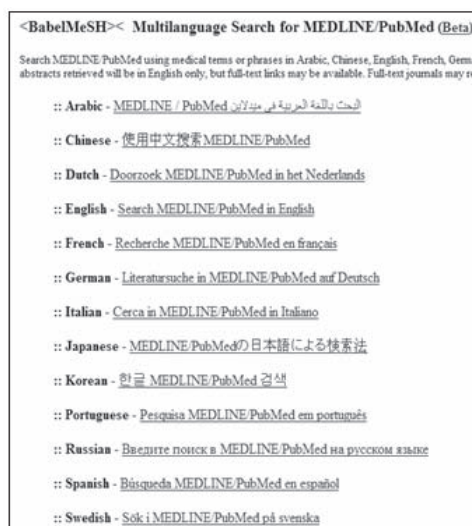 <BabelMeSH>< Multilanguage Search for MEDLINE/PubMed (Beta)
Search MEDLINE/PubMed using medical terms or phrases in Arabic, Chinese, English, French, Germ
abstracts retrieved will be in English only, but full-text links may be available. Full-text journals may r
:: Arabic - MEDLINE / PubMed البحث باللغة العربية في ميدلاين
:: Chinese - 使用中文搜索MEDLINE/PubMed
:: Dutch - Doorzoek MEDLINE/PubMed in het Nederlands
:: English - Search MEDLINE/PubMed in English
:: French - Recherche MEDLINE/PubMed en français
:: German - Literatursuche in MEDLINE/PubMed auf Deutsch
:: Italian - Cerca in MEDLINE/PubMed in Italiano
:: Japanese - MEDLINE/PubMedの日本語による検索法
:: Korean - 한글 MEDLINE/PubMed 검색
:: Portuguese - Pesquisa MEDLINE/PubMed em português
:: Russian - Введите поиск в MEDLINE/PubMed на русском языке
:: Spanish - Búsqueda MEDLINE/PubMed en español
:: Swedish - Sök i MEDLINE/PubMed på svenska